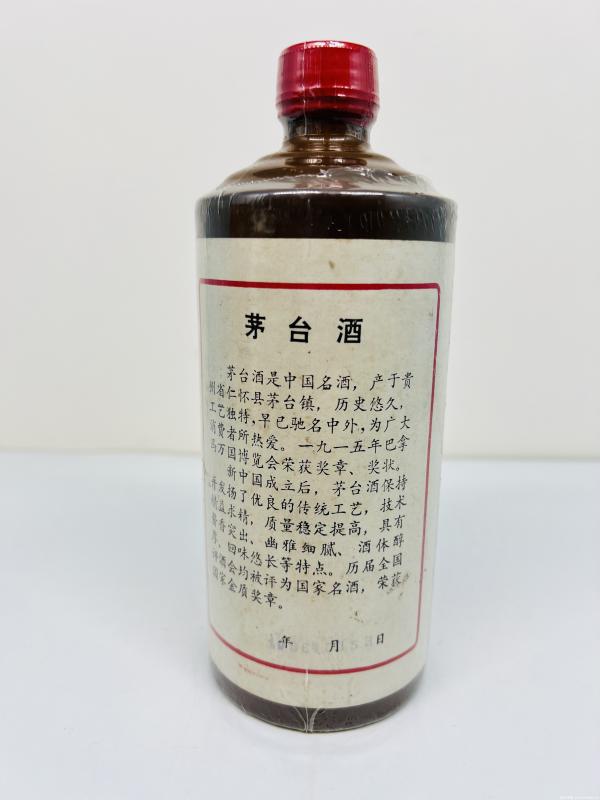 茅台酒
茅台酒是中国名酒，产于贵
州省仁怀县茅台镇，历史悠久，
工艺独特，早已驰名中外，为广大
消费者所热爱。一九一五年巴拿
马万国博览会荣获奖章、奖状。
新中国成立后，茅台酒保持
并发扬了优良的传统工艺，技术
精益求精，质量稳定提高，具有
酱香突出、幽雅细腻、酒体醇
厚、回味悠长等特点。历届全国
评酒会均被评为国家名酒，荣获
国家金质奖章。
年 月 日